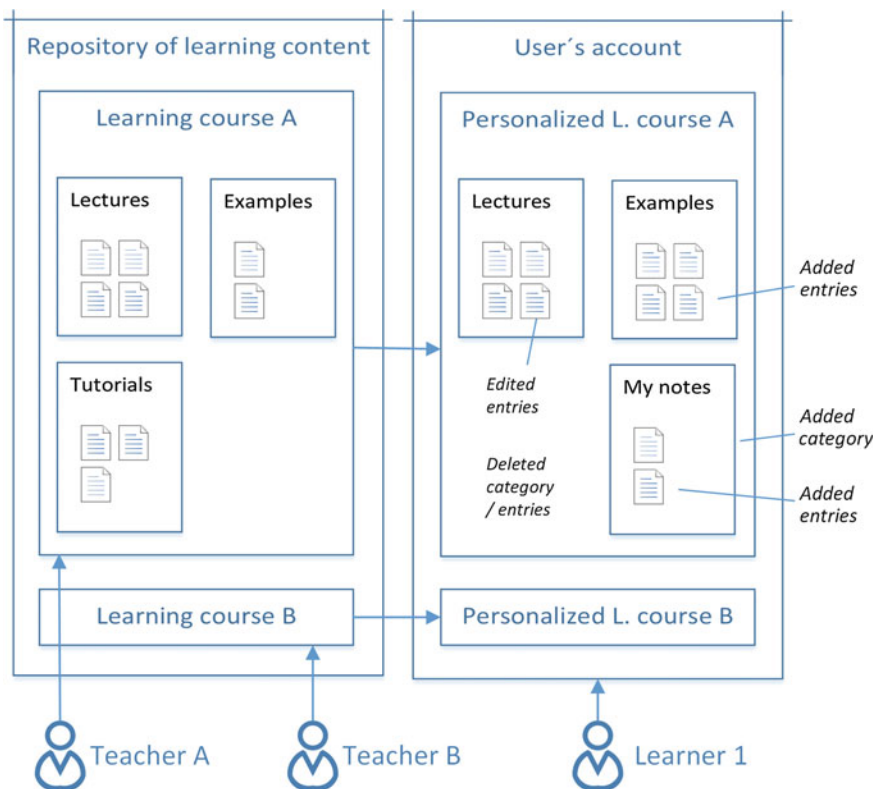 Repository of learning content
User´s account
Learning course A
Personalized L. course A
Lectures
Examples
Lectures
Examples
Added
entries
Edited
entries
Tutorials
My notes
Added
category
Deleted
category
/ entries
Added
entries
Learning course B
Personalized L. course B
Teacher A
Teacher B
Learner 1